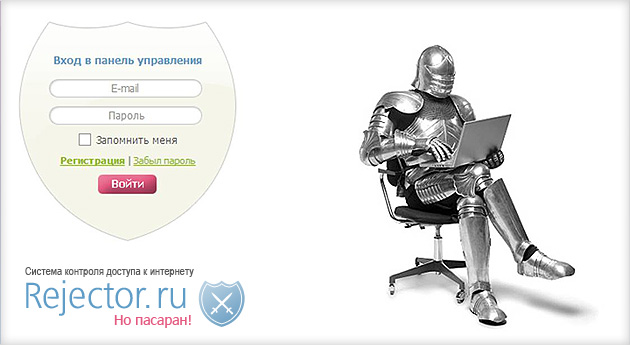 Вход в панель управления
E-mail
Пароль
Запомнить меня
Регистрация | Забыл пароль
Войти
Система контроля доступа к интернету
Rejector.ru
Но пасаран!